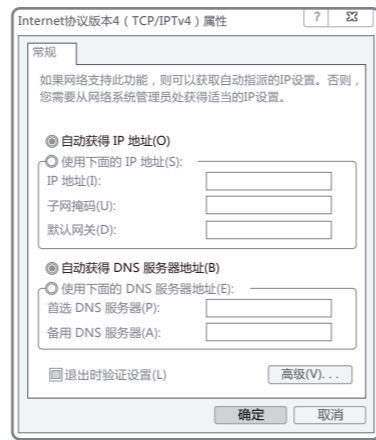 Internet协议版本4（TCP/IPTv4）属性
常规
如果网络支持此功能，则可以获取自动指派的IP设置。否则，
您需要从网络系统管理员处获得适当的IP设置。
自动获得 IP 地址(O)
使用下面的 IP 地址(S):
IP 地址(I):
子网掩码(U):
默认网关(D):
自动获得 DNS 服务器地址(B)
使用下面的 DNS 服务器地址(E):
首选 DNS 服务器(P):
备用 DNS 服务器(A):
退出时验证设置(L)
高级(V)...
确定
取消